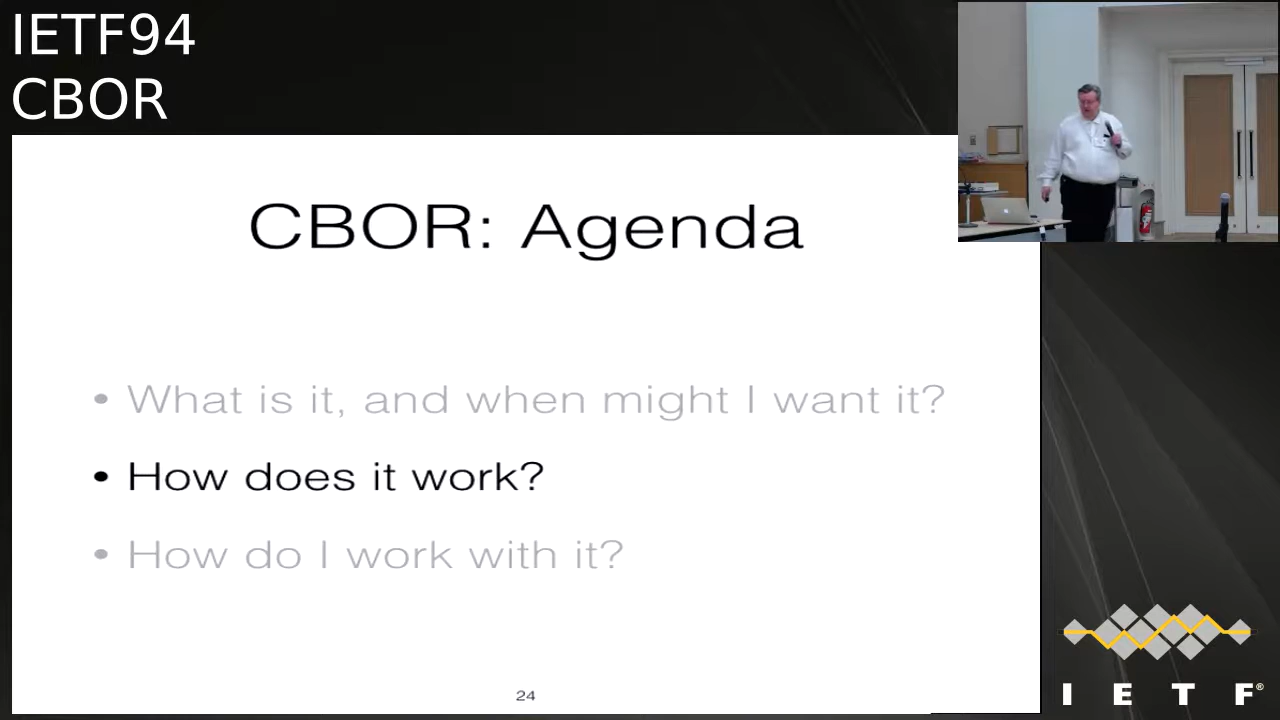 IETF94
CBOR
CBOR: Agenda
• What is it, and when might I want it?
• How does it work?
• How do I work with it?
24
I E T F®